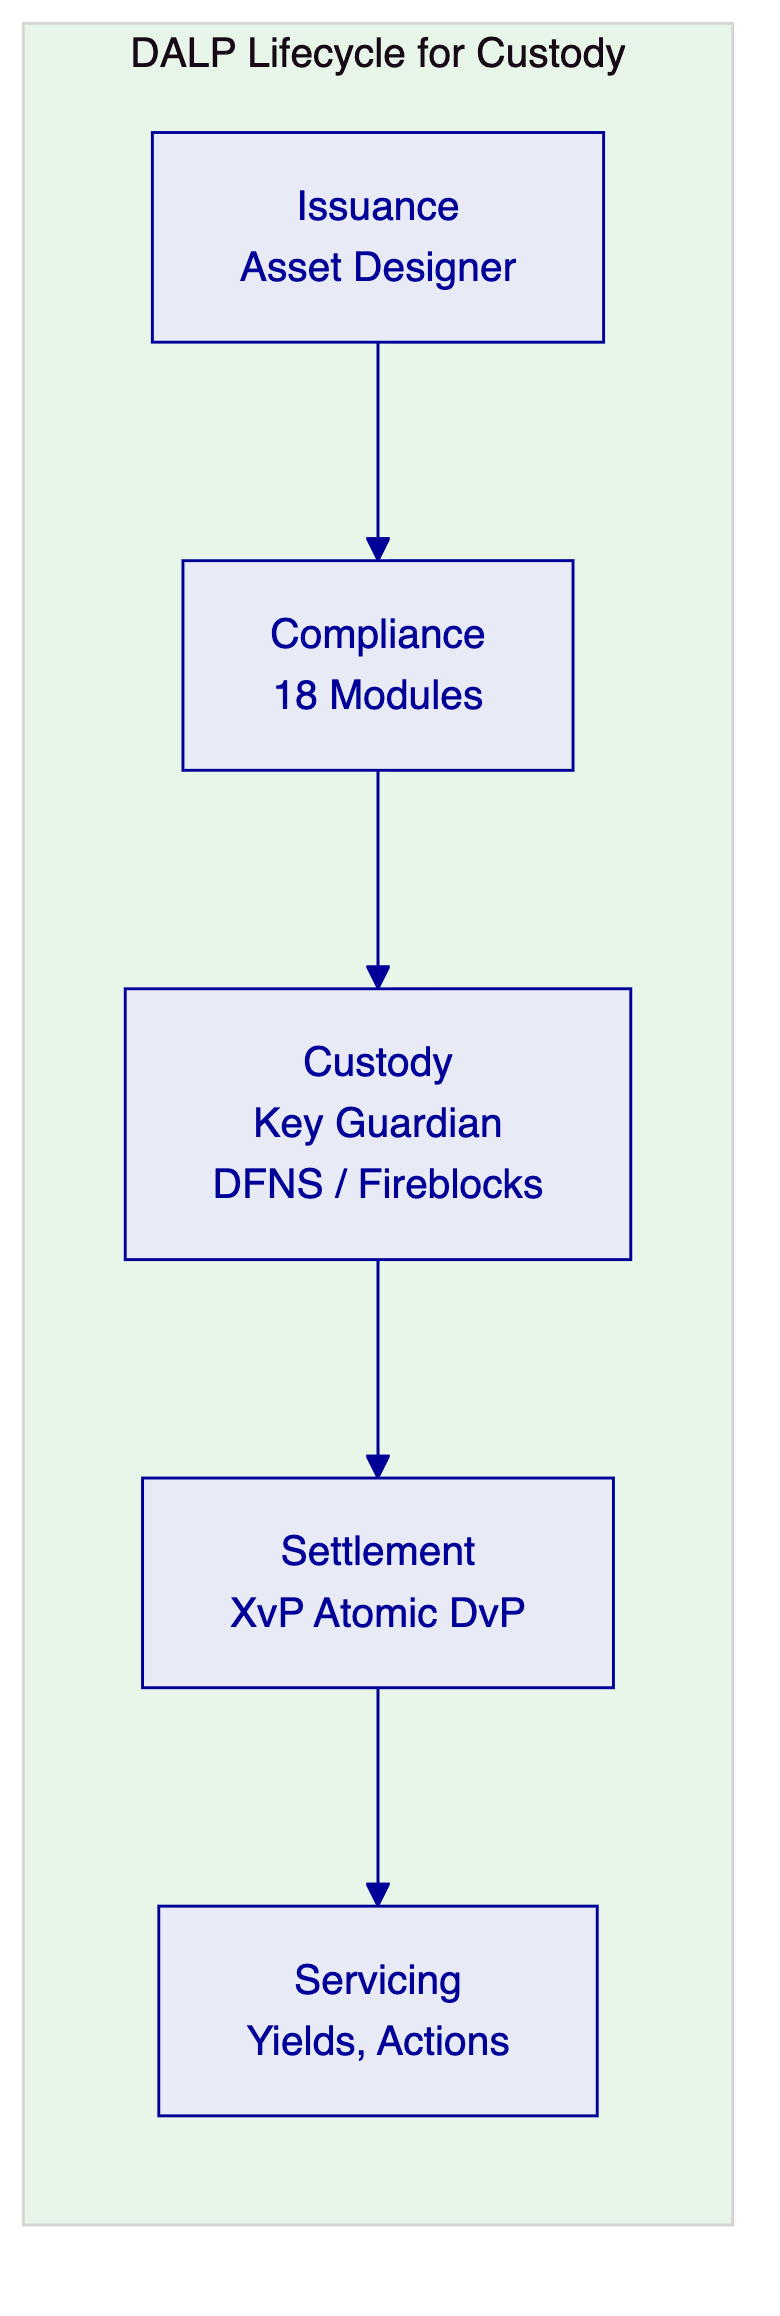 DALP Lifecycle for Custody
Issuance
Asset Designer
Compliance
18 Modules
Custody
Key Guardian
DFNS / Fireblocks
Settlement
XvP Atomic DvP
Servicing
Yields, Actions